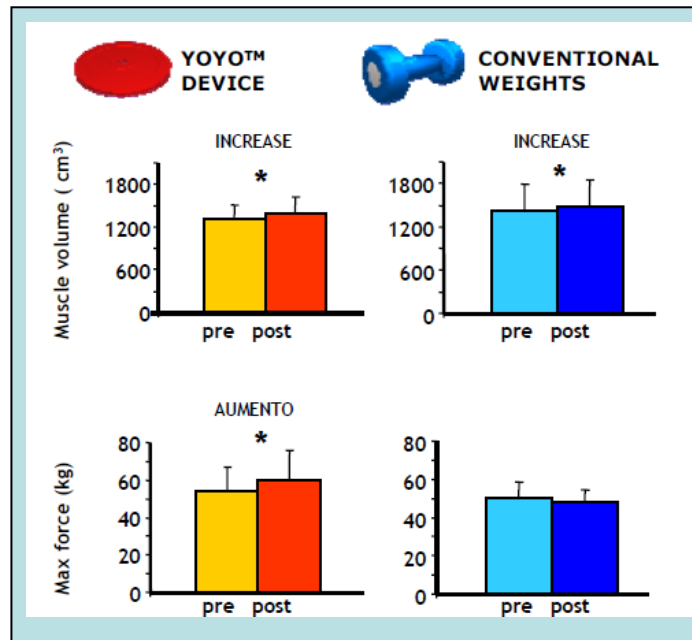 YOYO™
DEVICE
CONVENTIONAL
WEIGHTS
INCREASE
*
Muscle volume ( cm³)
1800
1200
600
0
pre post
INCREASE
*
1800
1200
600
0
pre post
AUMENTO
*
Max force (kg)
80
60
40
20
0
pre post
80
60
40
20
0
pre post